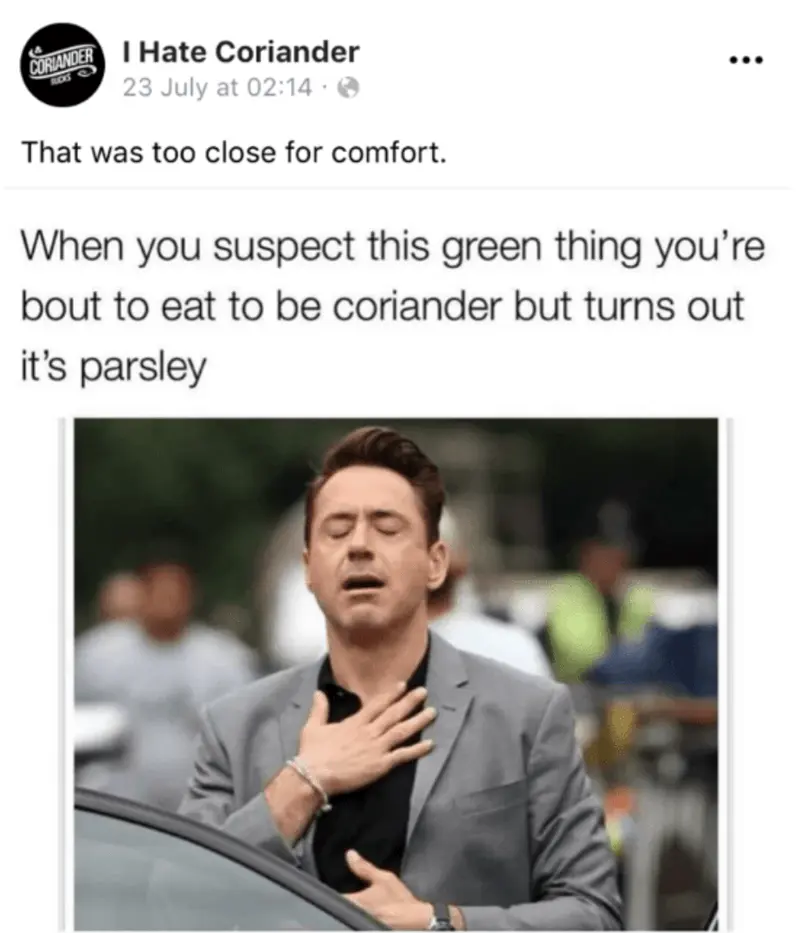 CORIANDER
SUCKS
I Hate Coriander
23 July at 02:14 ·
That was too close for comfort.
When you suspect this green thing you’re
bout to eat to be coriander but turns out
it’s parsley